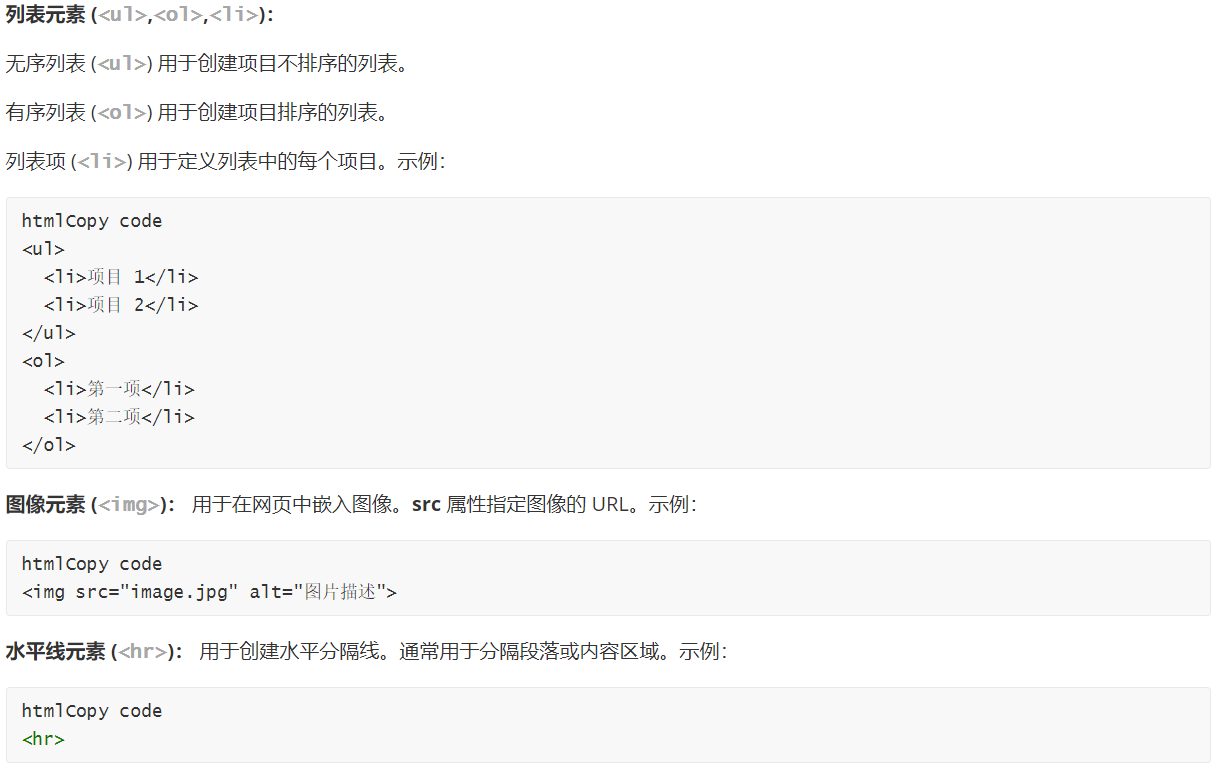 列表元素 (<ul>,<ol>,<li>)：
无序列表 (<ul>) 用于创建项目不排序的列表。
有序列表 (<ol>) 用于创建项目排序的列表。
列表项 (<li>) 用于定义列表中的每个项目。示例：
htmlCopy code
<ul>
  <li>项目 1</li>
  <li>项目 2</li>
</ul>
<ol>
  <li>第一项</li>
  <li>第二项</li>
</ol>
图像元素 (<img>)： 用于在网页中嵌入图像。src 属性指定图像的 URL。示例：
htmlCopy code
<img src="image.jpg" alt="图片描述">
水平线元素 (<hr>)： 用于创建水平分隔线。通常用于分隔段落或内容区域。示例：
htmlCopy code
<hr>